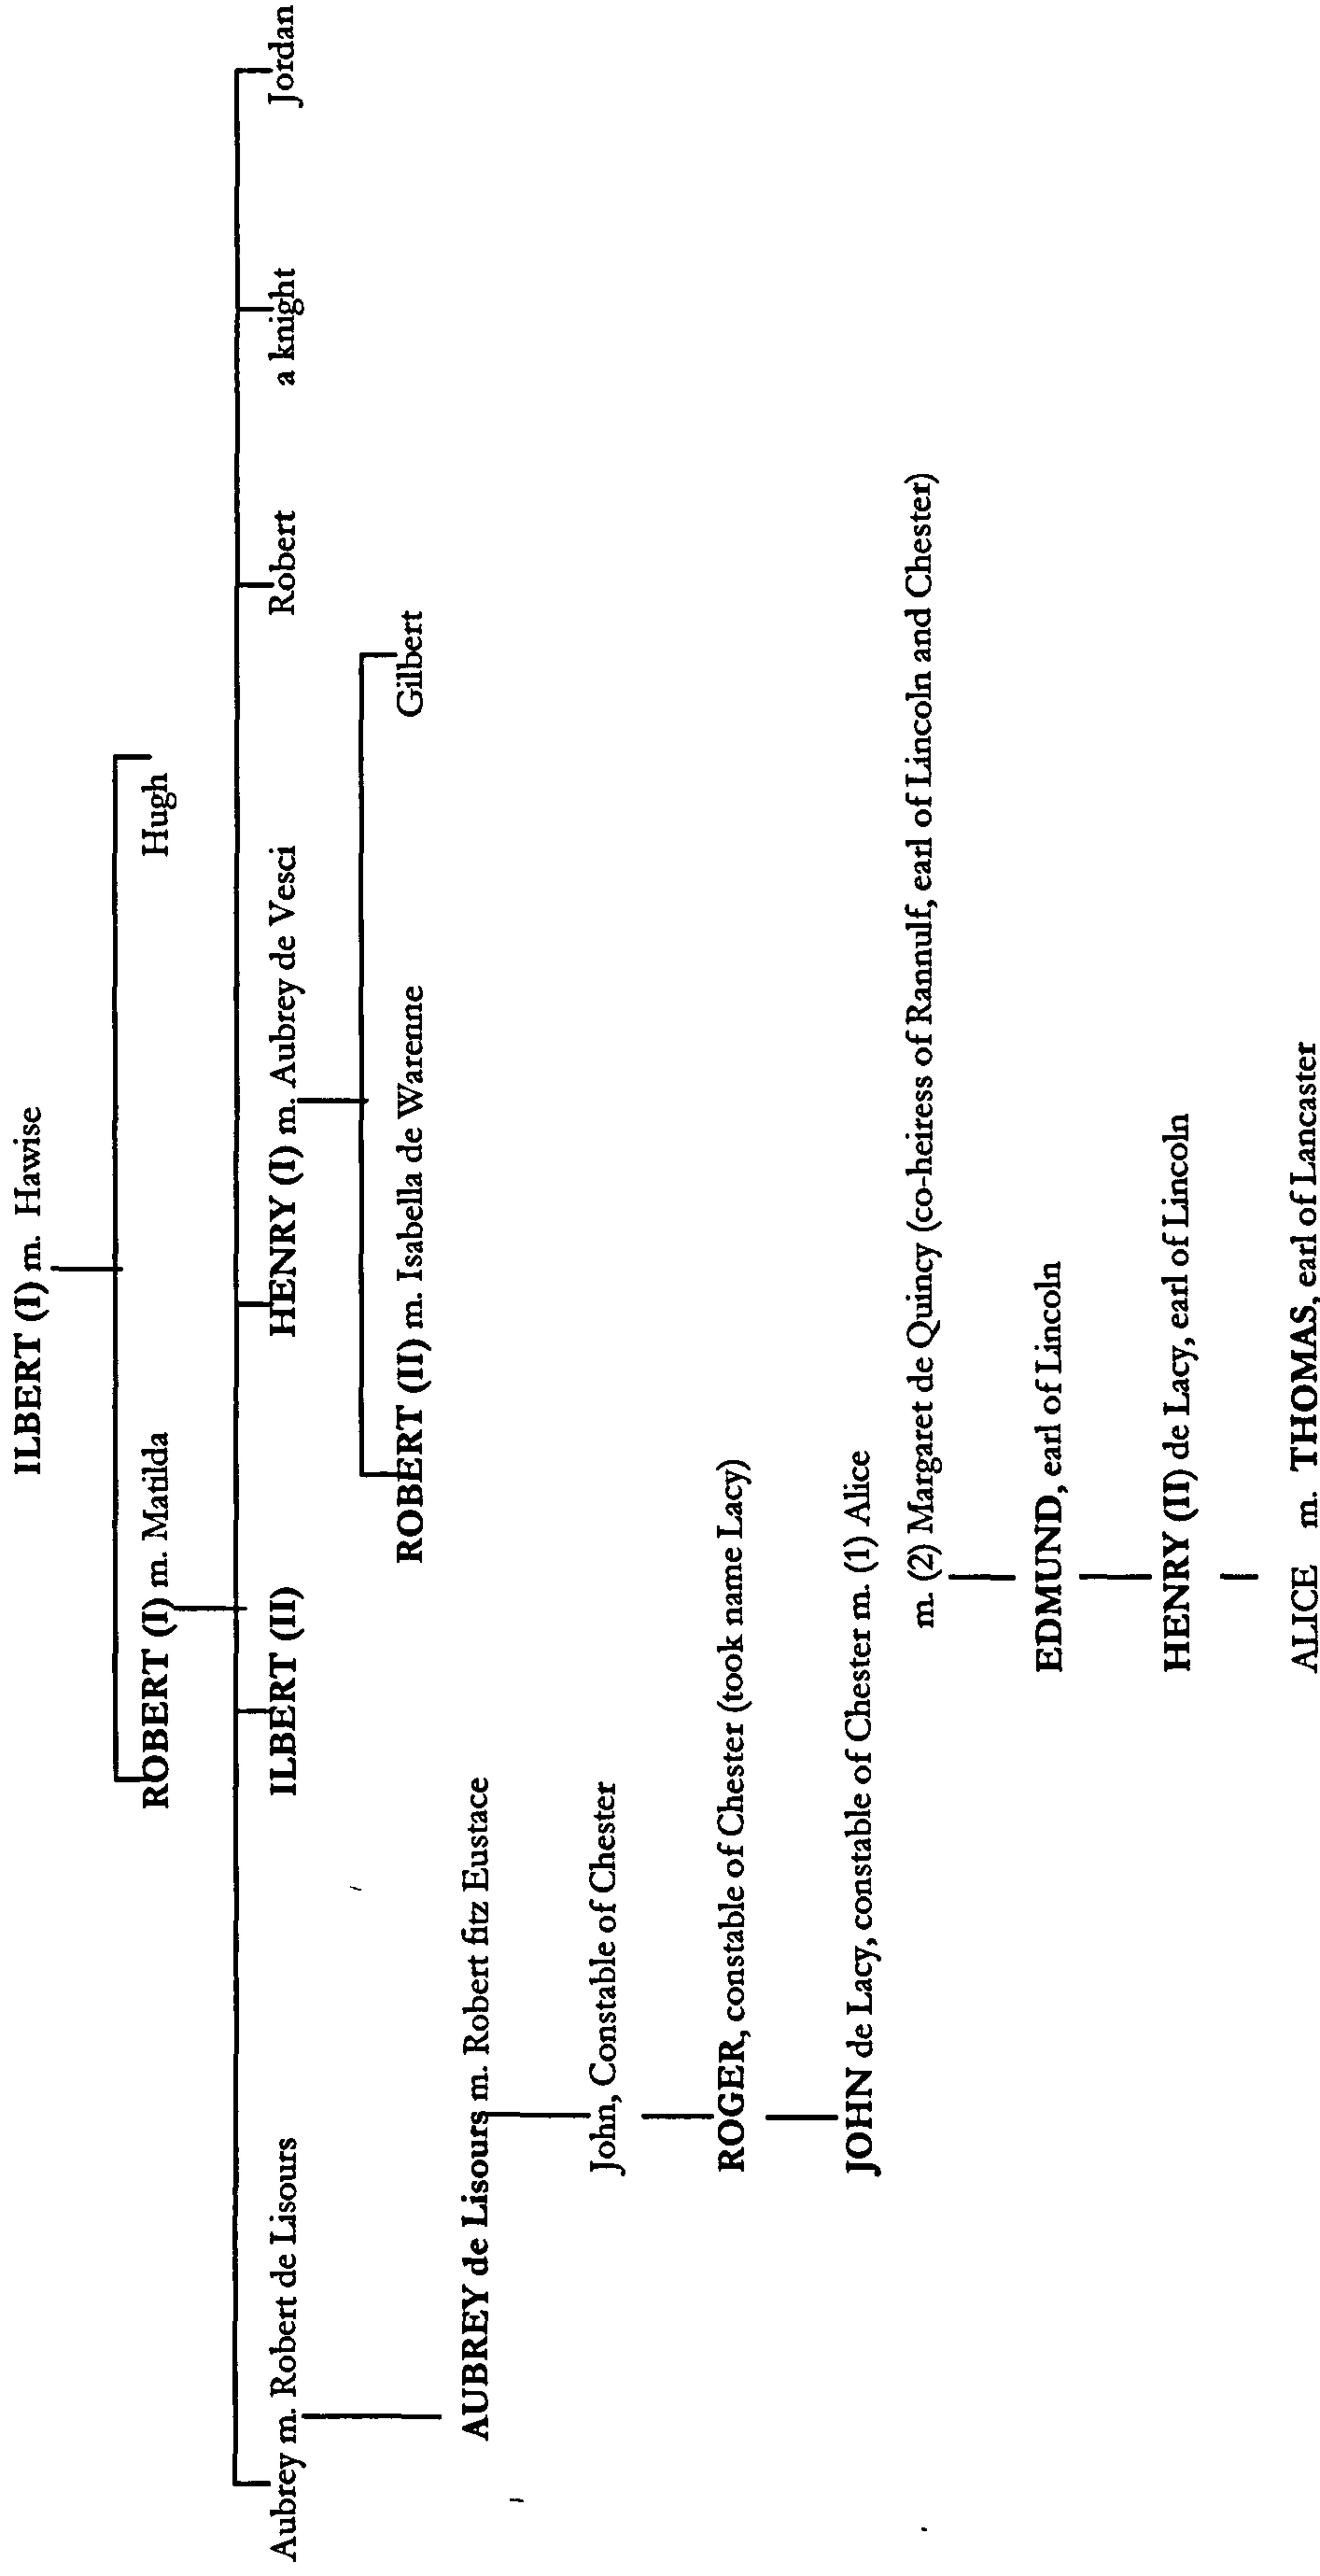 ILBERT (I) m. Hawise
ROBERT (I) m. Matilda
Hugh
Aubrey m. Robert de Lisours
ILBERT (II)
HENRY (I) m. Aubrey de Vesci
Robert
a knight
Jordan
ROBERT (II) m. Isabella de Warenne
Gilbert
AUBREY de Lisours m. Robert fitz Eustace
John, Constable of Chester
ROGER, constable of Chester (took name Lacy)
JOHN de Lacy, constable of Chester m. (1) Alice
m. (2) Margaret de Quincy (co-heiress of Rannulf, earl of Lincoln and Chester)
EDMUND, earl of Lincoln
HENRY (II) de Lacy, earl of Lincoln
ALICE m. THOMAS, earl of Lancaster